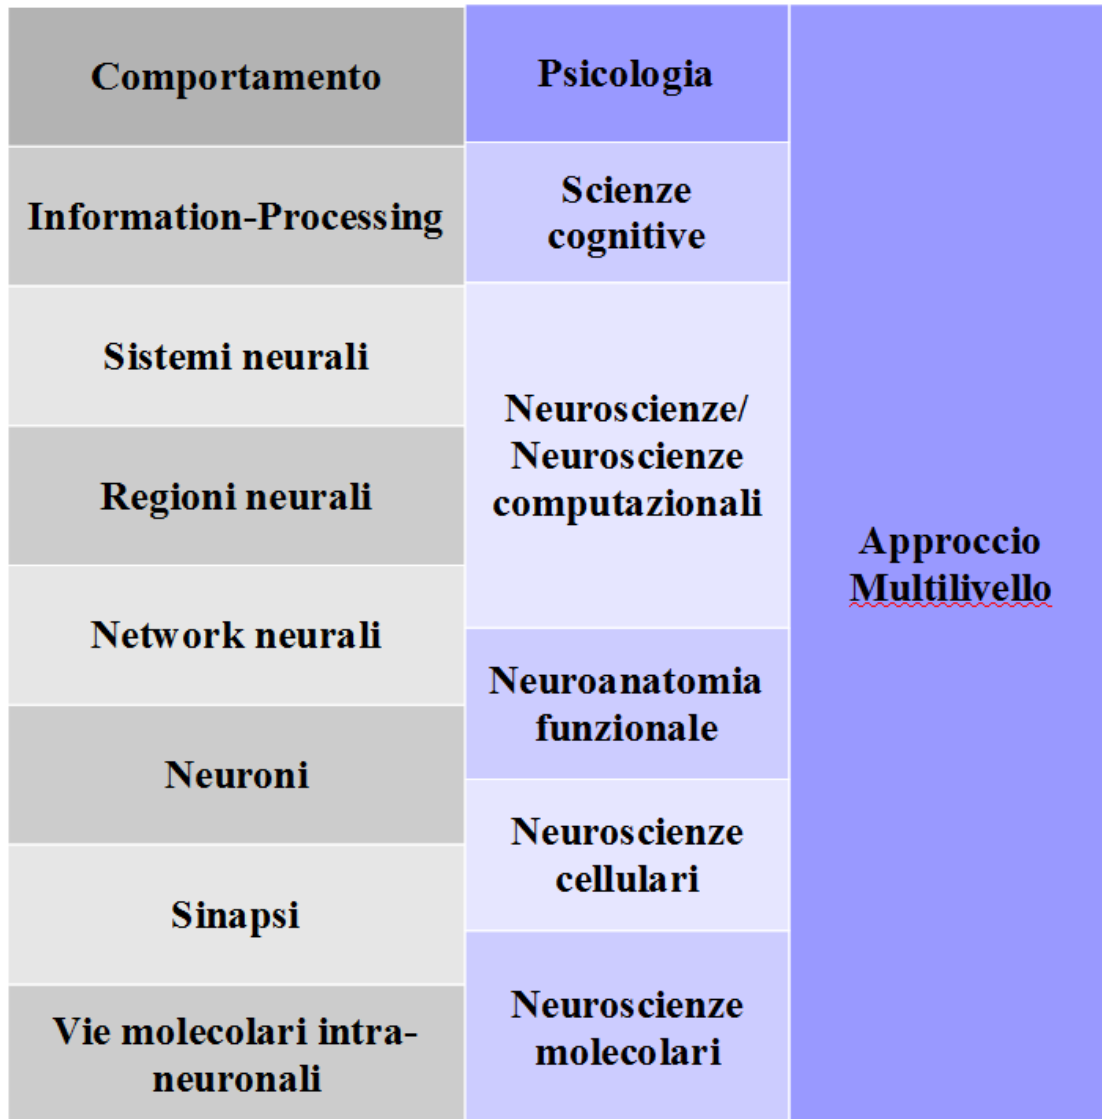 Comportamento
Psicologia
Information-Processing
Scienze
cognitive
Sistemi neurali
Neuroscienze/
Neuroscienze
computazionali
Regioni neurali
Approccio
Multilivello
Network neurali
Neuroanatomia
funzionale
Neuroni
Neuroscienze
cellulari
Sinapsi
Neuroscienze
molecolari
Vie molecolari intra-
neuronali